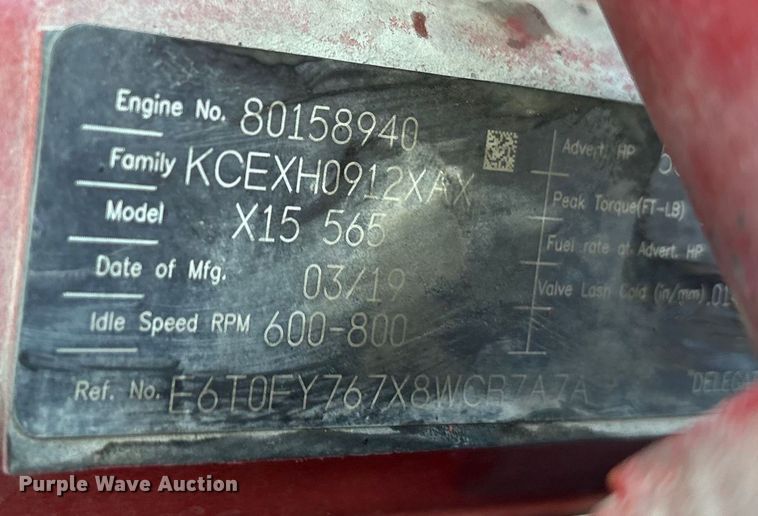 Engine No. 80158940
Family KCEXH0912XAX
Model X15 565
Date of Mfg. 03/19
Idle Speed RPM 600-800
Ref. No.
Advert. HP
Peak Torque(FT-LB)
Fuel rate at Advert. HP
Valve Lash Cold (in/mm)
Purple Wave Auction